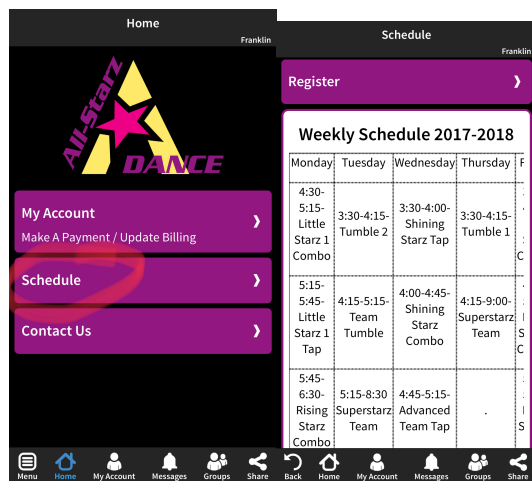 Home
Franklin
All-Starz
DANCE
My Account
Make A Payment / Update Billing
Schedule
Contact Us
Menu
Home
My Account
Messages
Groups
Share
Schedule
Franklin
Register
Weekly Schedule 2017-2018
Monday Tuesday Wednesday Thursday F
4:30-
5:15-
Little
Starz 1
Combo
3:30-4:15-
Tumble 2
3:30-4:00-
Shining
Starz Tap
3:30-4:15-
Tumble 1
C
5:15-
5:45-
Little
Starz 1
Tap
4:15-5:15-
Team
Tumble
4:00-4:45-
Shining
Starz
Combo
4:15-9:00-
Superstarz
Team
S
C
5:45-
6:30-
Rising
Starz
Combo
5:15-8:30
Superstarz
Team
4:45-5:15-
Advanced
Team Tap
.
S
Back
Home
My Account
Messages
Groups
Share